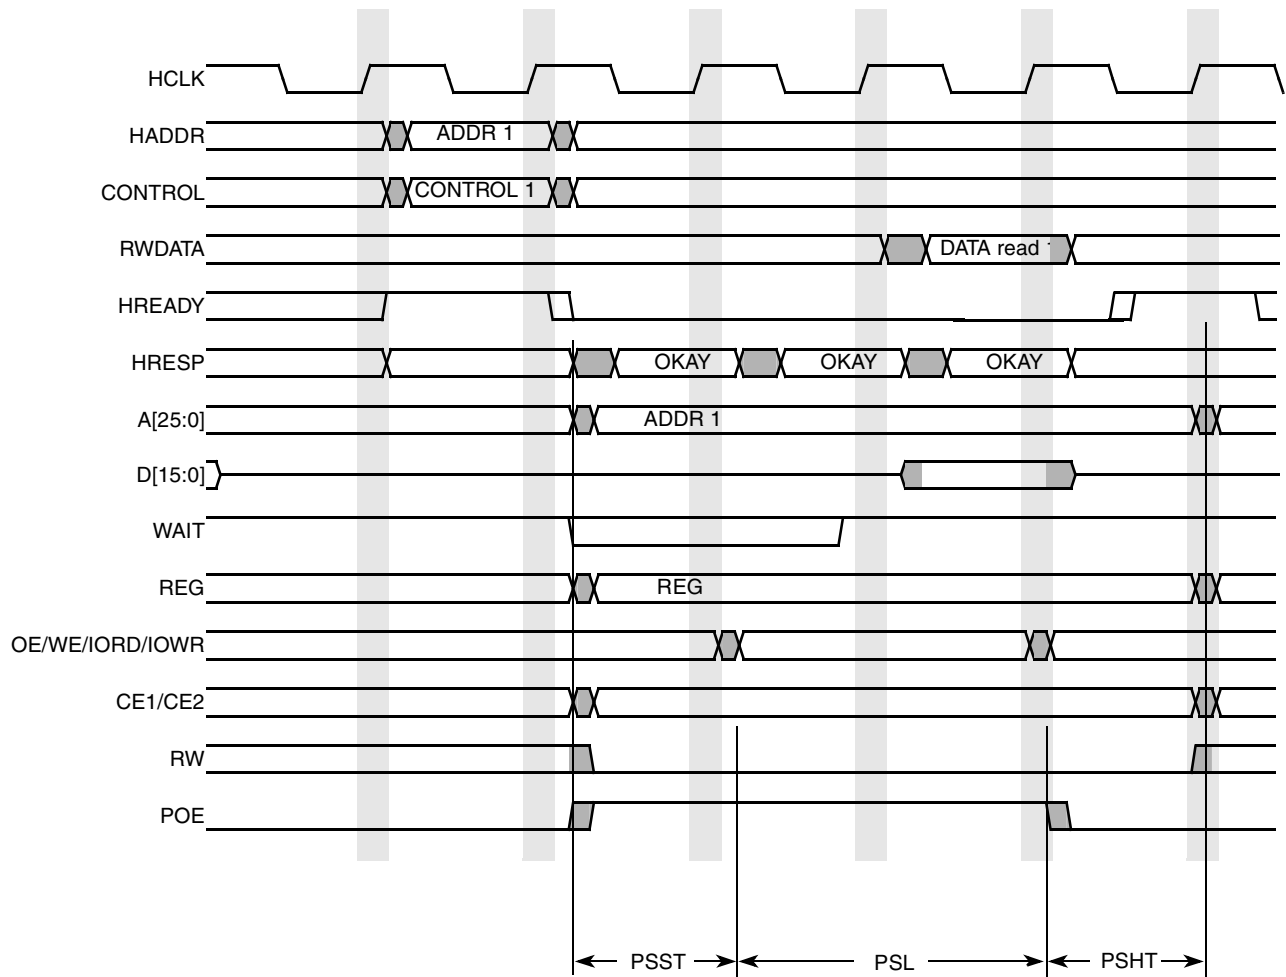 HCLK
HADDR ADDR 1
CONTROL CONTROL 1
RWDATA DATA read 1
HREADY
HRESP OKAY OKAY OKAY
A[25:0] ADDR 1
D[15:0]
WAIT
REG REG
OE/WE/IORD/IOWR
CE1/CE2
RW
POE
PSST PSL PSHT